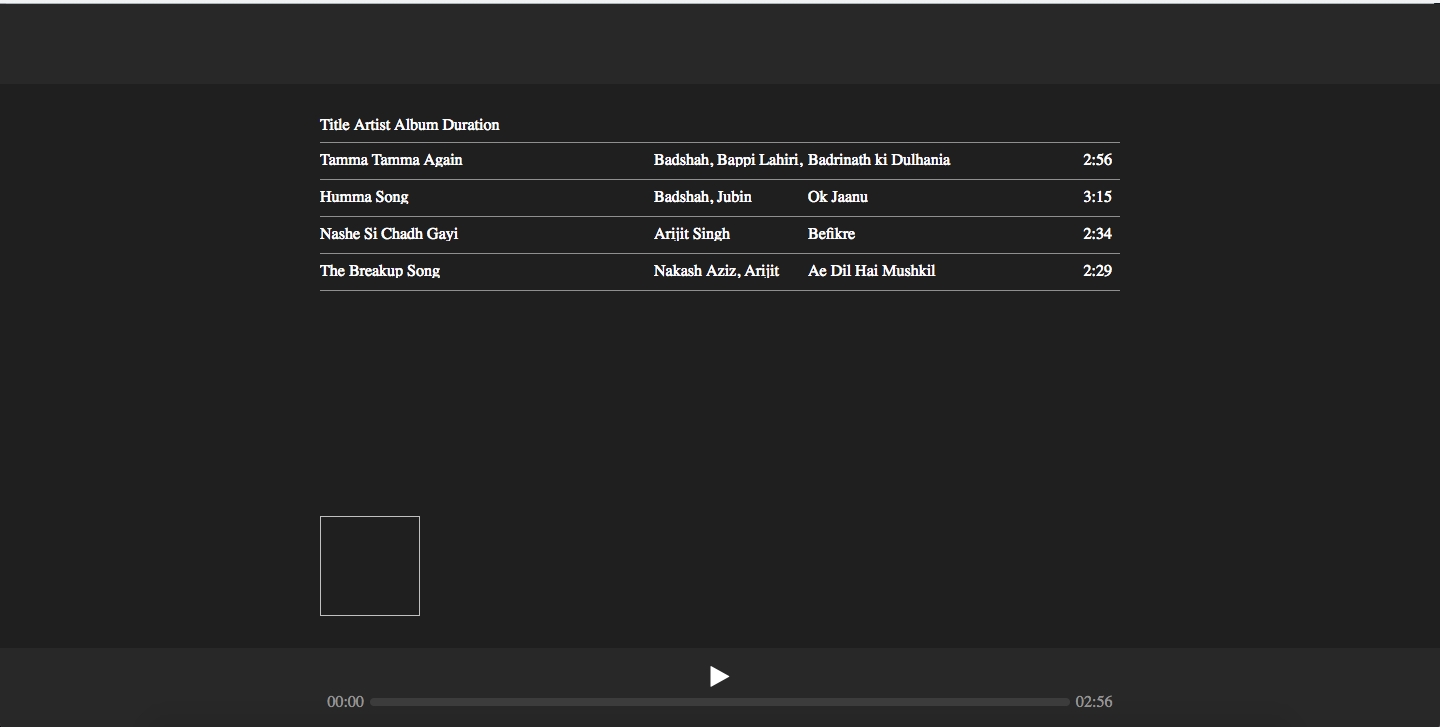 Title Artist Album Duration
Tamma Tamma Again Badshah, Bappi Lahiri, Badrinath ki Dulhania 2:56
Humma Song Badshah, Jubin Ok Jaanu 3:15
Nashe Si Chadh Gayi Arijit Singh Befikre 2:34
The Breakup Song Nakash Aziz, Arijit Ae Dil Hai Mushkil 2:29
00:00 02:56